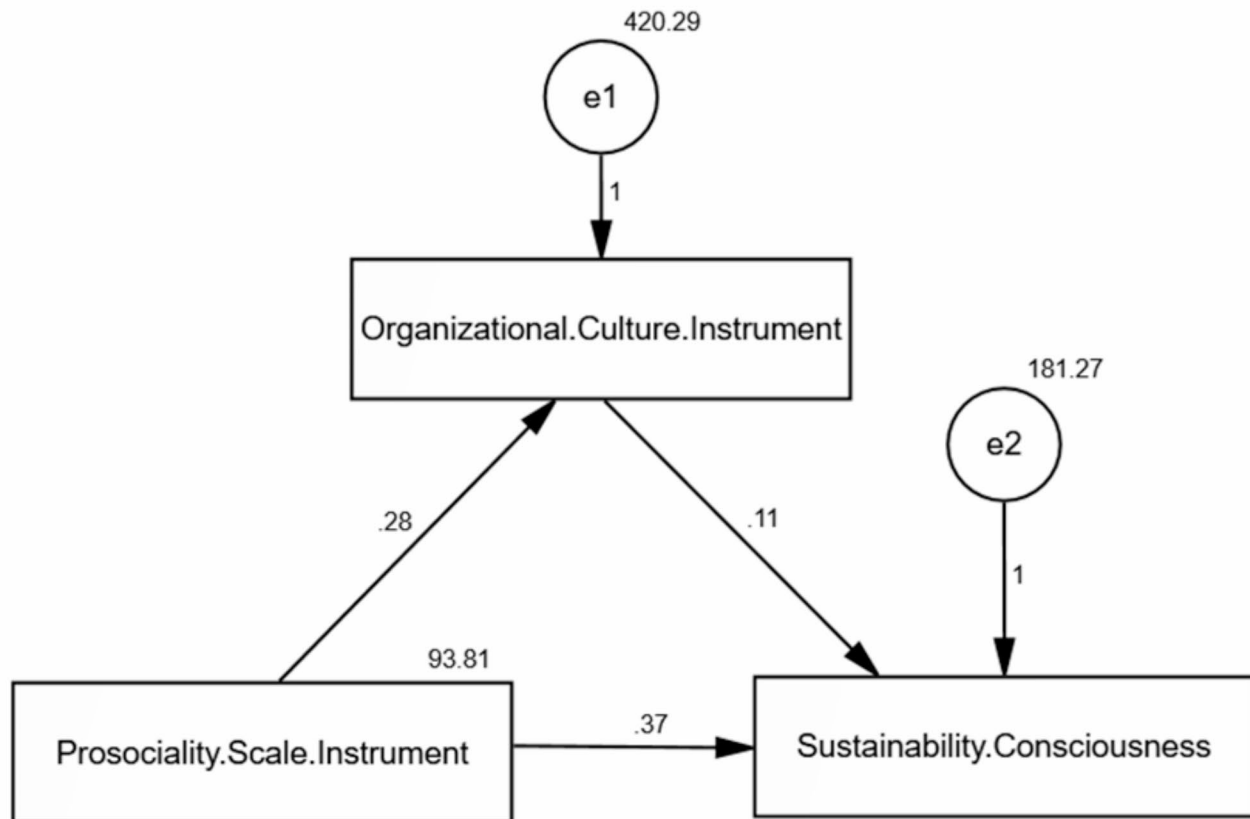 420.29
e1
1
Organizational.Culture.Instrument
181.27
e2
.28
.11
1
93.81
.37
Prosociality.Scale.Instrument
Sustainability.Consciousness